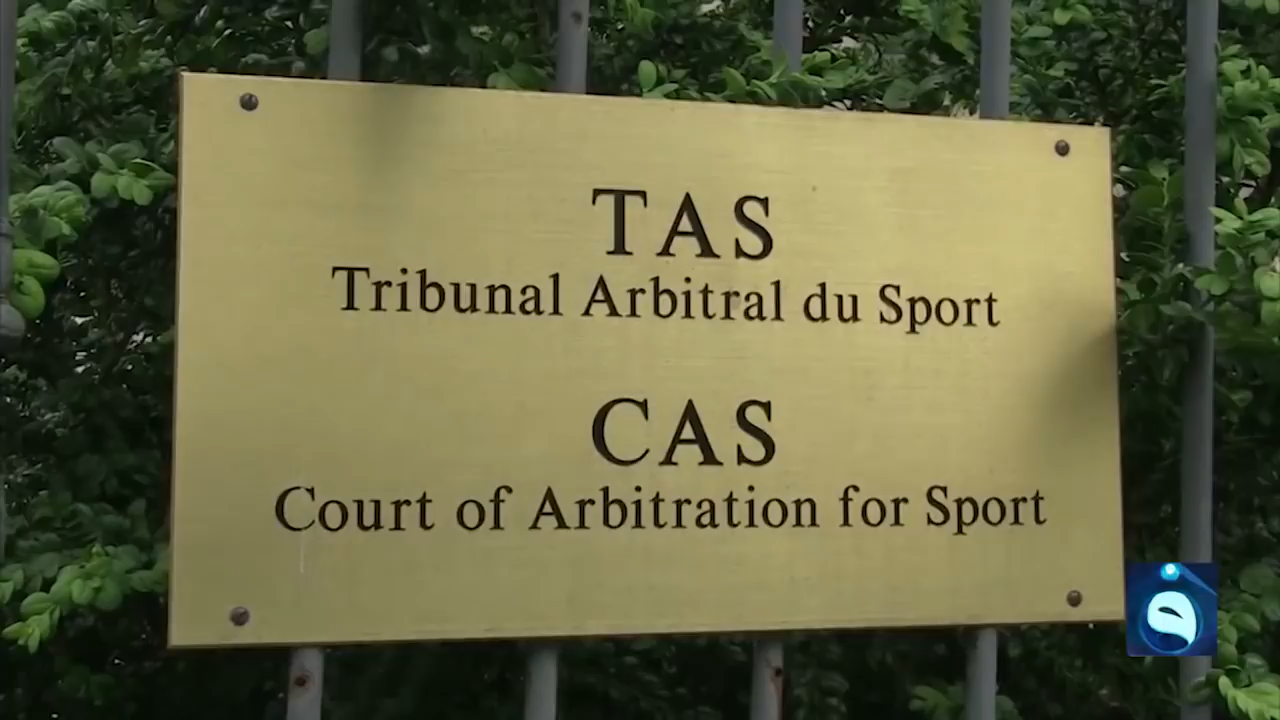 TAS
Tribunal Arbitral du Sport
CAS
Court of Arbitration for Sport